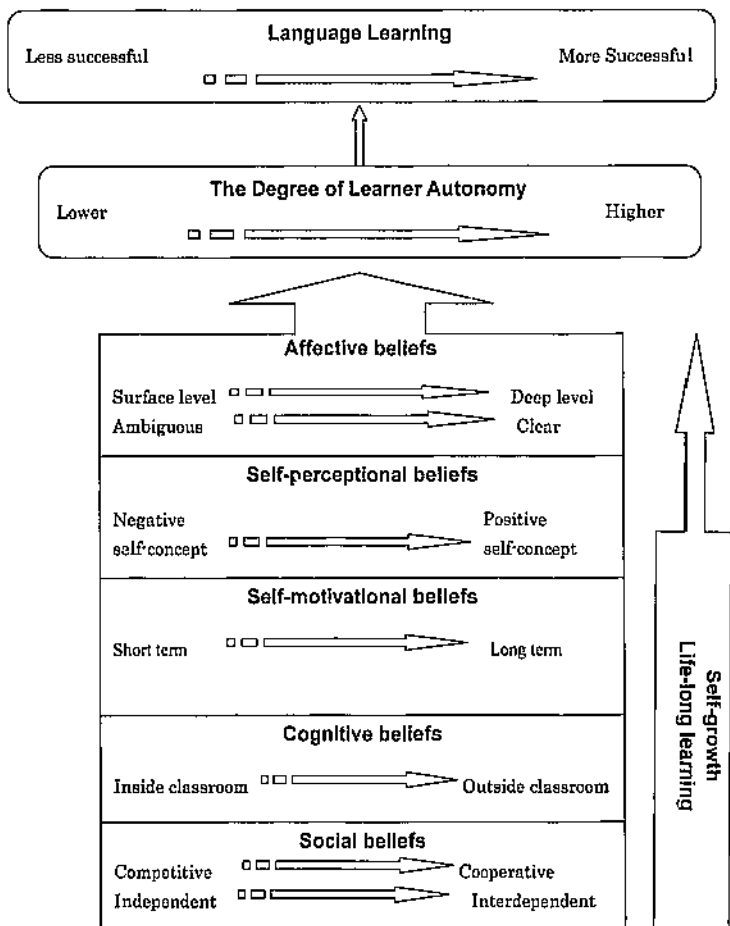 Language Learning
Less successful More Successful
The Degree of Learner Autonomy
Lower Higher
Affective beliefs
Surface level Deep level
Ambiguous Clear
Self-perceptional beliefs
Negative Positive
self-concept self-concept
Self-motivational beliefs
Short term Long term
Cognitive beliefs
Inside classroom Outside classroom
Social beliefs
Competitive Cooperative
Independent Interdependent
Self-growth
Life-long learning